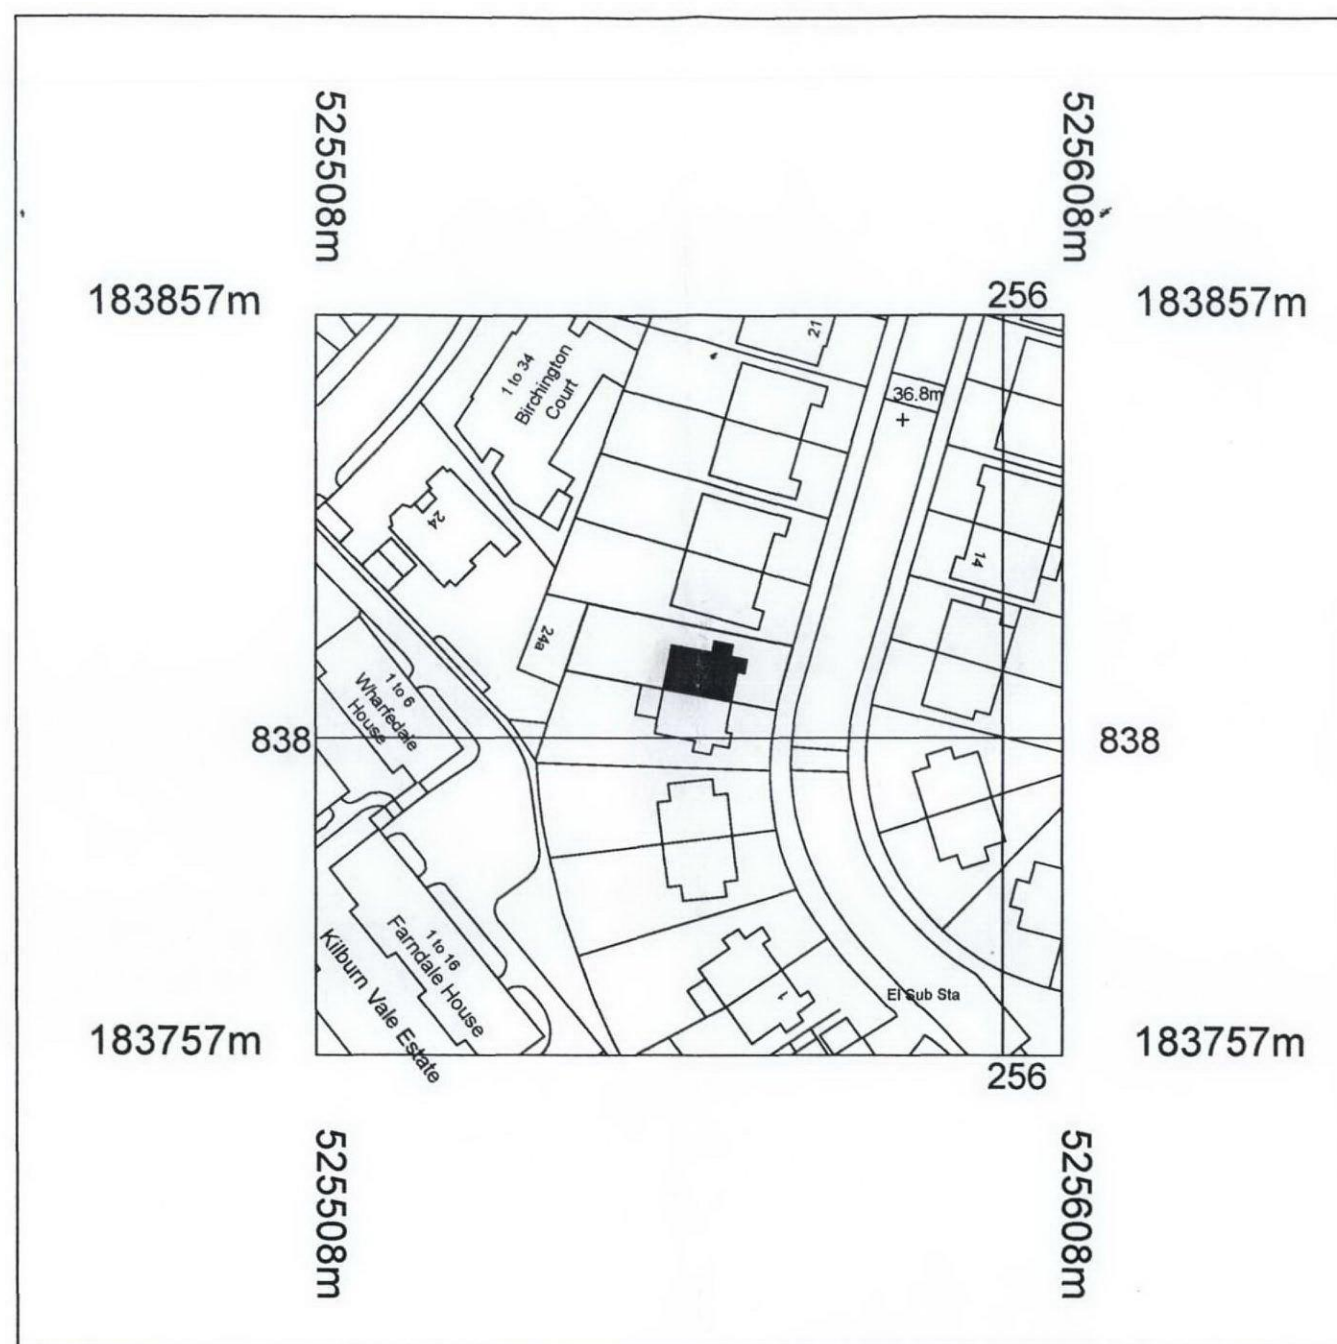 525508m
525608m
183857m
256
183857m
21
1 to 34
Birchington
Court
36.8m
24
14
24a
1 to 6
Wharfedale
House
838
838
1 to 16
Farndale House
Kilburn Vale Estate
1
El Sub Sta
183757m
183757m
256
525508m
525608m